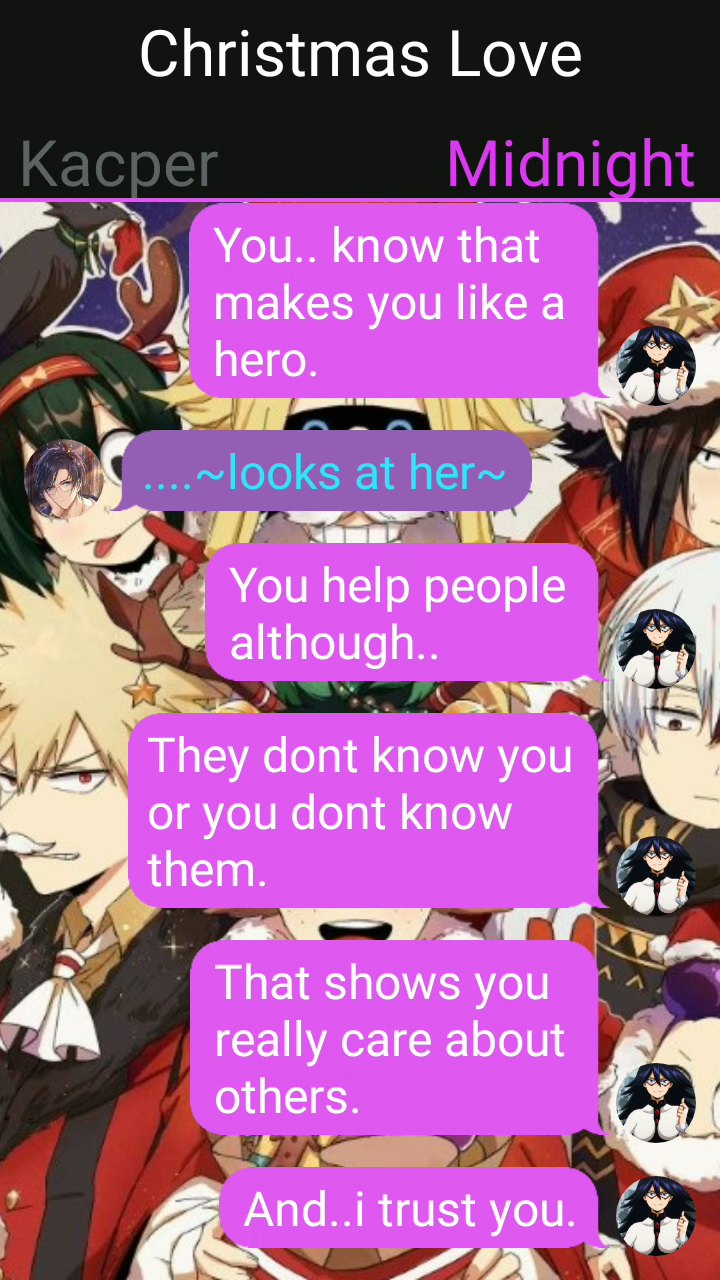 Christmas Love
Kacper Midnight
You.. know that
makes you like a
hero.
....~looks at her~
You help people
although..
They dont know you
or you dont know
them.
That shows you
really care about
others.
And..i trust you.